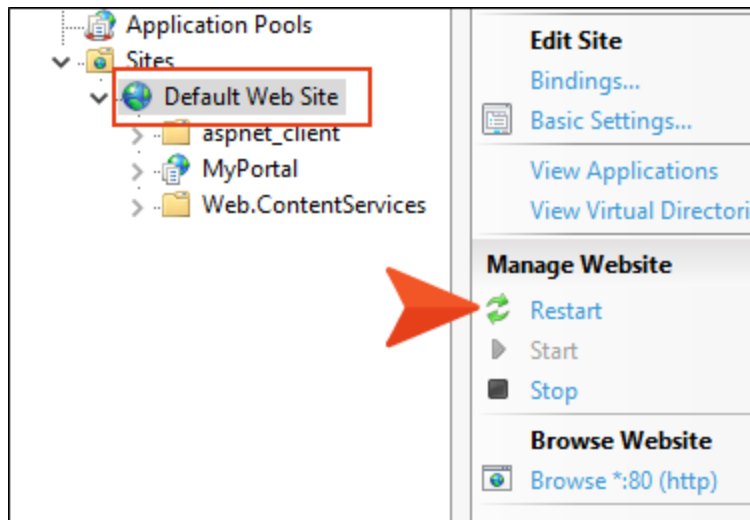 Application Pools
Sites
Default Web Site
aspnet_client
MyPortal
Web.ContentServices
Edit Site
Bindings...
Basic Settings...
View Applications
View Virtual Directori
Manage Website
Restart
Start
Stop
Browse Website
Browse *:80 (http)